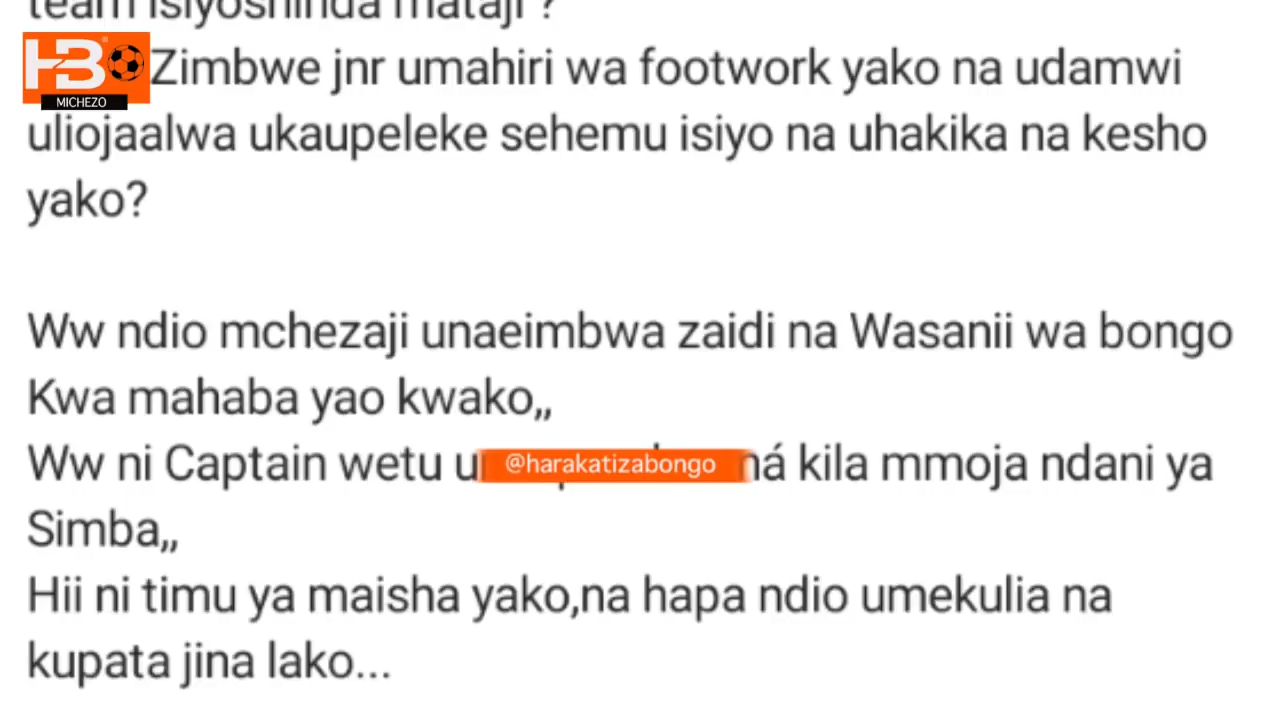 team isiyoshinda mataji ?
HB
MICHEZO
Zimbwe jnr umahiri wa footwork yako na udamwi
uliojaalwa ukaupeleke sehemu isiyo na uhakika na kesho
yako?
Ww ndio mchezaji unaeimbwa zaidi na Wasanii wa bongo
Kwa mahaba yao kwako,,
Ww ni Captain wetu @harakatizabongo ná kila mmoja ndani ya
Simba,,
Hii ni timu ya maisha yako,na hapa ndio umekulia na
kupata jina lako...